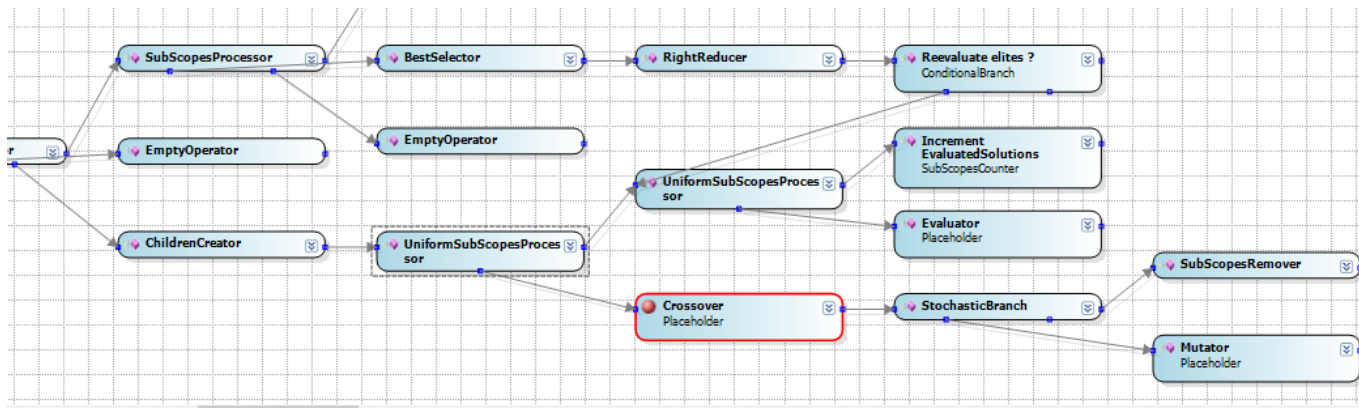 SubScopesProcessor
BestSelector
RightReducer
Reevaluate elites ?
ConditionalBranch
r
EmptyOperator
EmptyOperator
Increment
EvaluatedSolutions
SubScopesCounter
UniformSubScopesProces
sor
ChildrenCreator
UniformSubScopesProces
sor
Evaluator
Placeholder
Crossover
Placeholder
StochasticBranch
SubScopesRemover
Mutator
Placeholder